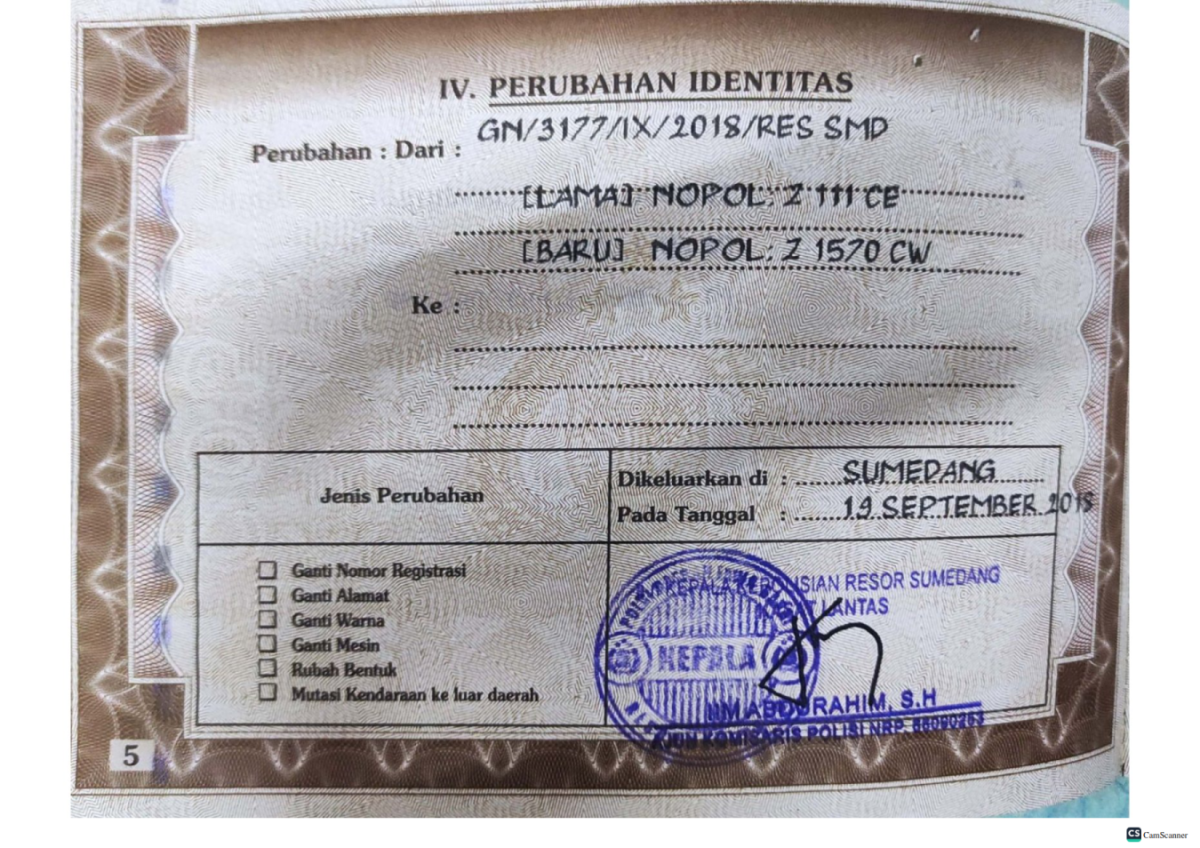 IV. PERUBAHAN IDENTITAS
GN/3177/IX/2018/RES SMD
Perubahan : Dari :
[LAMA] NOPOL: Z 111 CE
[BARU] NOPOL: Z 1570 CW
Ke :
Jenis Perubahan
Dikeluarkan di : SUMEDANG
Pada Tanggal : 19 SEPTEMBER 2018
Ganti Nomor Registrasi
Ganti Alamat
Ganti Warna
Ganti Mesin
Rubah Bentuk
Mutasi Kendaraan ke luar daerah
KEPALA KEPOLISIAN RESOR SUMEDANG
LANTAS
KEPALA
S.H
KOMISARIS POLISI NRP.
5
CS CamScanner